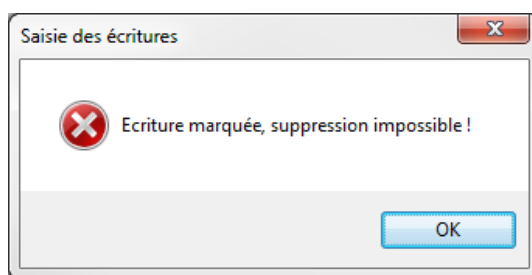 Saisie des écritures
Ecriture marquée, suppression impossible !
OK